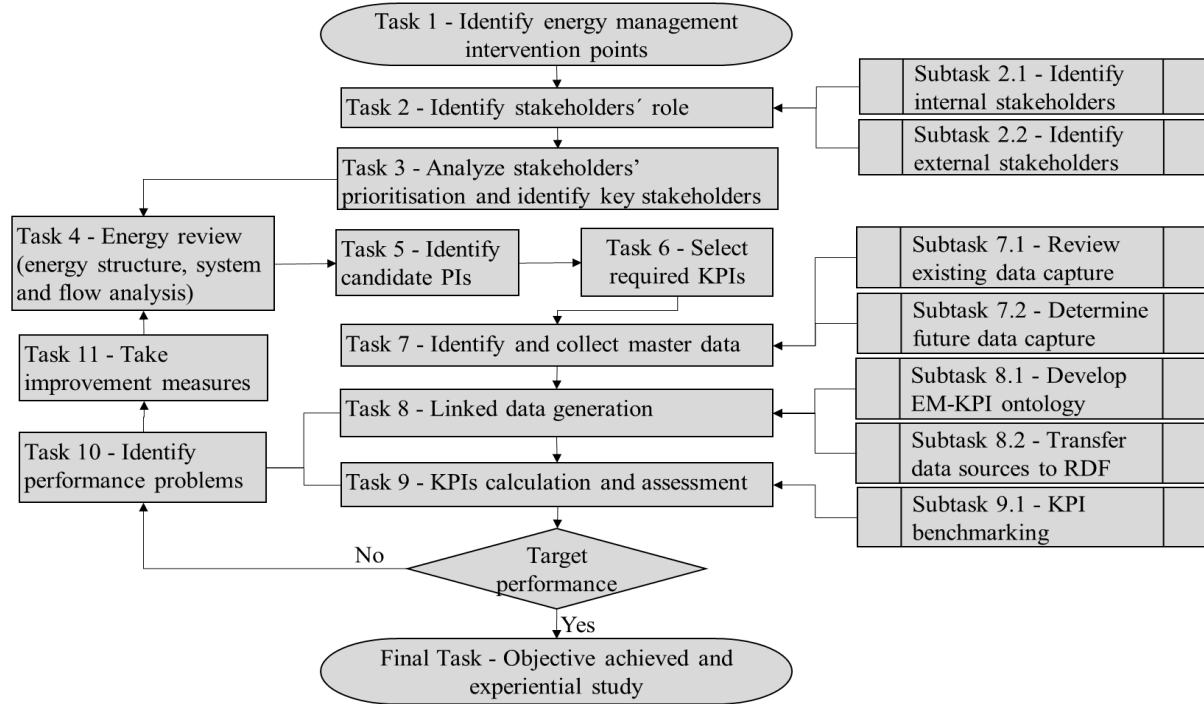 Task 1 - Identify energy management
intervention points
Task 2 - Identify stakeholders´ role
Subtask 2.1 - Identify
internal stakeholders
Subtask 2.2 - Identify
external stakeholders
Task 3 - Analyze stakeholders’
prioritisation and identify key stakeholders
Task 4 - Energy review
(energy structure, system
and flow analysis)
Task 5 - Identify
candidate PIs
Task 6 - Select
required KPIs
Subtask 7.1 - Review
existing data capture
Subtask 7.2 - Determine
future data capture
Task 7 - Identify and collect master data
Task 11 - Take
improvement measures
Task 8 - Linked data generation
Subtask 8.1 - Develop
EM-KPI ontology
Subtask 8.2 - Transfer
data sources to RDF
Task 10 - Identify
performance problems
Task 9 - KPIs calculation and assessment
Subtask 9.1 - KPI
benchmarking
No
Target
performance
Yes
Final Task - Objective achieved and
experiential study